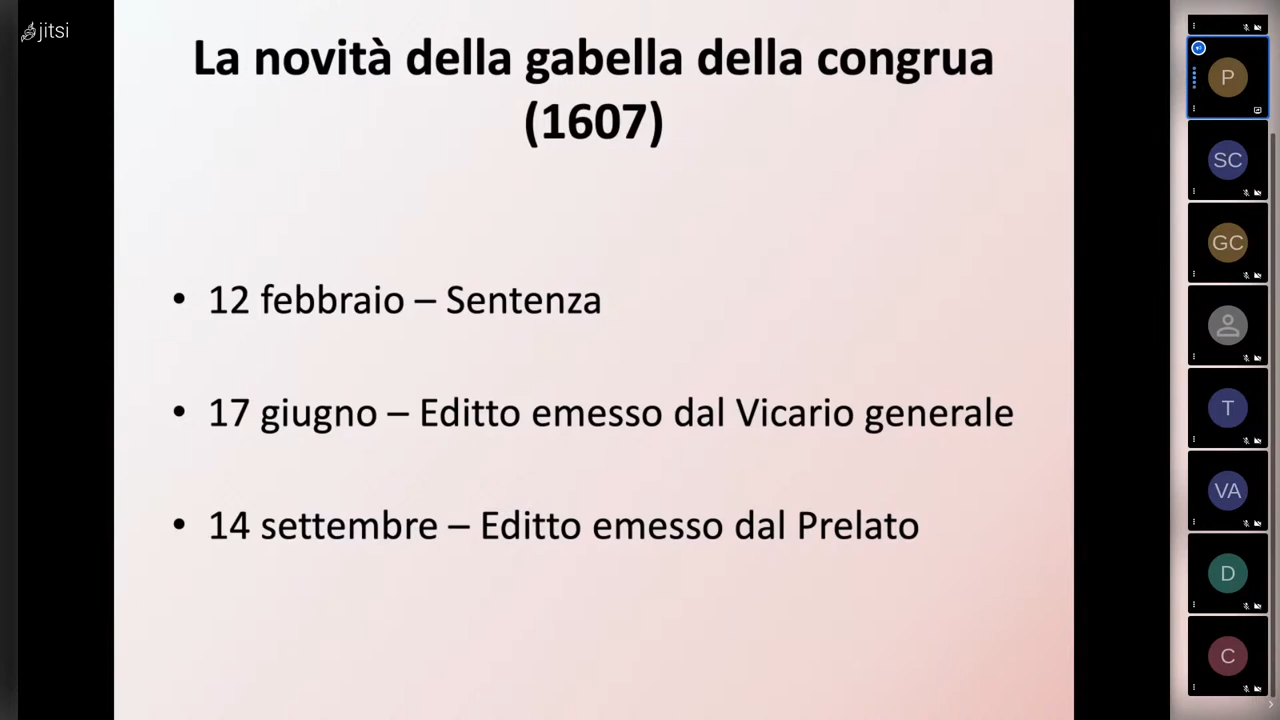 jitsi
La novità della gabella della congrua
(1607)
• 12 febbraio – Sentenza
• 17 giugno – Editto emesso dal Vicario generale
• 14 settembre – Editto emesso dal Prelato
P
SC
GC
T
VA
D
C